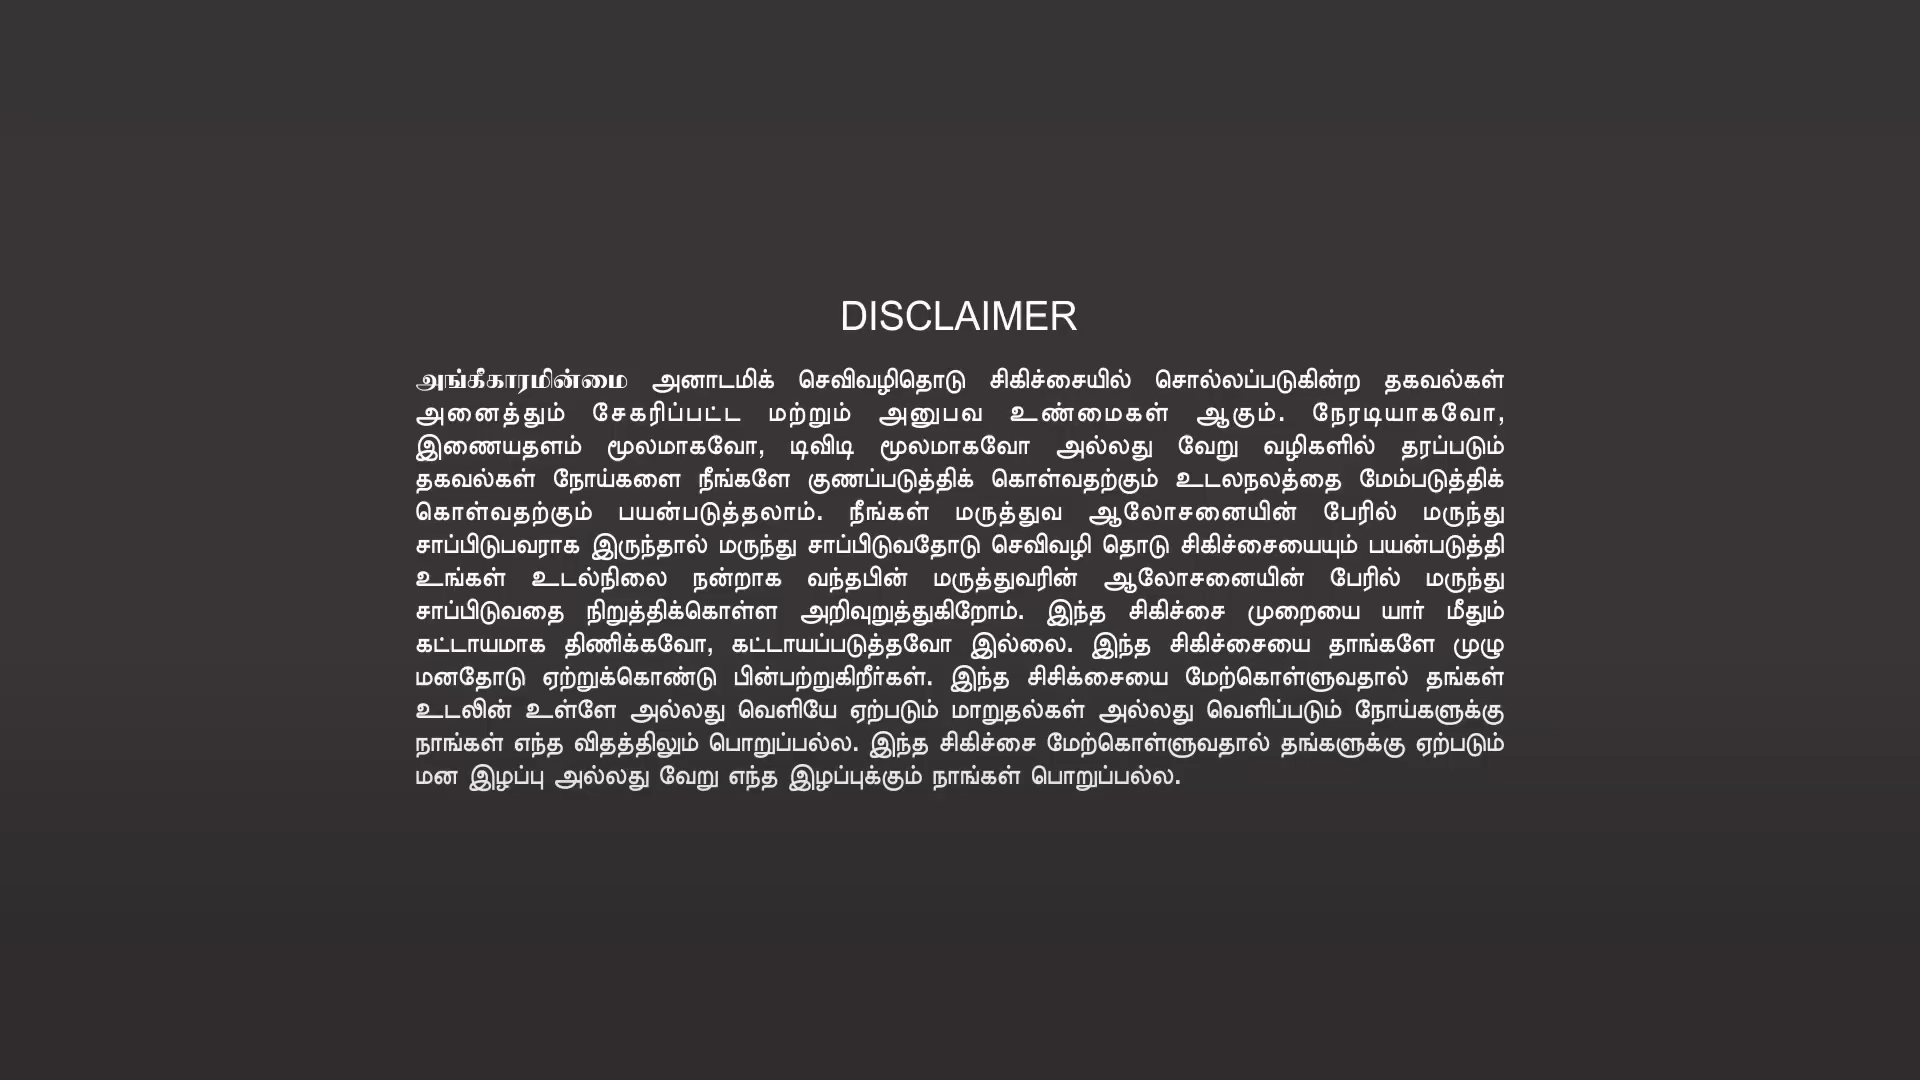 DISCLAIMER
அங்கீகாரமின்மை அனாடமிக் செவிவழிதொடு சிகிச்சையில் சொல்லப்படுகின்ற தகவல்கள்
அனைத்தும் சேகரிப்பட்ட மற்றும் அனுபவ உண்மைகள் ஆகும். நேரடியாகவோ,
இணையதளம் மூலமாகவோ, டிவிடி மூலமாகவோ அல்லது வேறு வழிகளில் தரப்படும்
தகவல்கள் நோய்களை நீங்களே குணப்படுத்திக் கொள்வதற்கும் உடலநலத்தை மேம்படுத்திக்
கொள்வதற்கும் பயன்படுத்தலாம். நீங்கள் மருத்துவ ஆலோசனையின் பேரில் மருந்து
சாப்பிடுபவராக இருந்தால் மருந்து சாப்பிடுவதோடு செவிவழி தொடு சிகிச்சையையும் பயன்படுத்தி
உங்கள் உடல்நிலை நன்றாக வந்தபின் மருத்துவரின் ஆலோசனையின் பேரில் மருந்து
சாப்பிடுவதை நிறுத்திக்கொள்ள அறிவுறுத்துகிறோம். இந்த சிகிச்சை முறையை யார் மீதும்
கட்டாயமாக திணிக்கவோ, கட்டாயப்படுத்தவோ இல்லை. இந்த சிகிச்சையை தாங்களே முழு
மனதோடு ஏற்றுக்கொண்டு பின்பற்றுகிறீர்கள். இந்த சிசிக்சையை மேற்கொள்ளுவதால் தங்கள்
உடலின் உள்ளே அல்லது வெளியே ஏற்படும் மாறுதல்கள் அல்லது வெளிப்படும் நோய்களுக்கு
நாங்கள் எந்த விதத்திலும் பொறுப்பல்ல. இந்த சிகிச்சை மேற்கொள்ளுவதால் தங்களுக்கு ஏற்படும்
மன இழப்பு அல்லது வேறு எந்த இழப்புக்கும் நாங்கள் பொறுப்பல்ல.